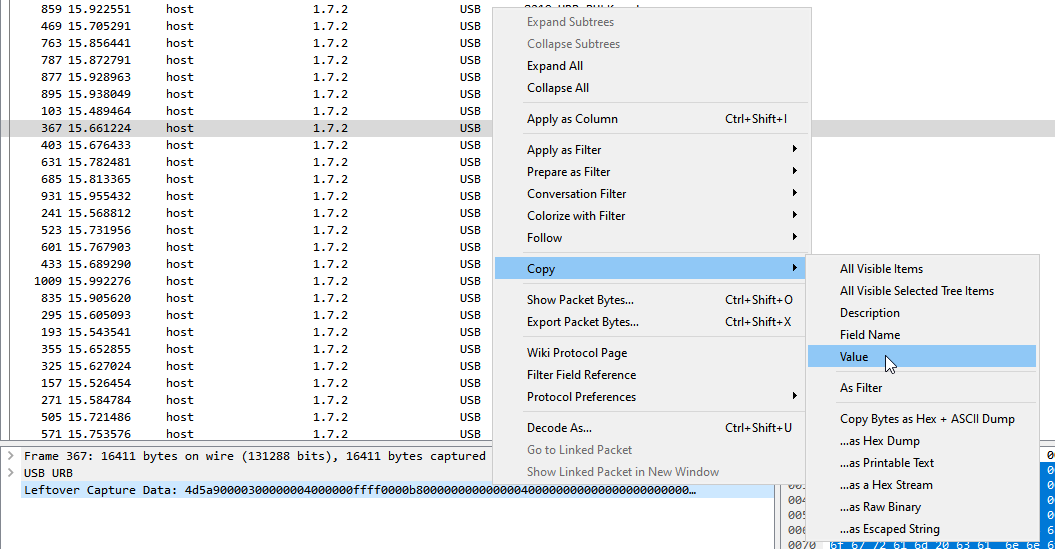 859 15.922551 host 1.7.2 USB
469 15.705291 host 1.7.2 USB
763 15.856441 host 1.7.2 USB
787 15.872791 host 1.7.2 USB
877 15.928963 host 1.7.2 USB
895 15.938049 host 1.7.2 USB
103 15.489464 host 1.7.2 USB
367 15.661224 host 1.7.2 USB
403 15.676433 host 1.7.2 USB
631 15.782481 host 1.7.2 USB
685 15.813365 host 1.7.2 USB
931 15.955432 host 1.7.2 USB
241 15.568812 host 1.7.2 USB
523 15.731956 host 1.7.2 USB
601 15.767903 host 1.7.2 USB
433 15.689290 host 1.7.2 USB
1009 15.992276 host 1.7.2 USB
835 15.905620 host 1.7.2 USB
295 15.605093 host 1.7.2 USB
193 15.543541 host 1.7.2 USB
355 15.652855 host 1.7.2 USB
325 15.627024 host 1.7.2 USB
157 15.526454 host 1.7.2 USB
271 15.584784 host 1.7.2 USB
505 15.721486 host 1.7.2 USB
571 15.753576 host 1.7.2 USB
Expand Subtrees
Collapse Subtrees
Expand All
Collapse All
Apply as Column Ctrl+Shift+I
Apply as Filter
Prepare as Filter
Conversation Filter
Colorize with Filter
Follow
Copy
Show Packet Bytes... Ctrl+Shift+O
Export Packet Bytes... Ctrl+Shift+X
Wiki Protocol Page
Filter Field Reference
Protocol Preferences
Decode As... Ctrl+Shift+U
Go to Linked Packet
Show Linked Packet in New Window
All Visible Items
All Visible Selected Tree Items
Description
Field Name
Value
As Filter
Copy Bytes as Hex + ASCII Dump
...as Hex Dump
...as Printable Text
...as a Hex Stream
...as Raw Binary
...as Escaped String
Frame 367: 16411 bytes on wire (131288 bits), 16411 bytes captured
USB URB
Leftover Capture Data: 4d5a90000300000004000000ffff0000b800000000000000400000000000000000000000…
0070 6f 67 72 61 6d 20 63 61 6e 6e